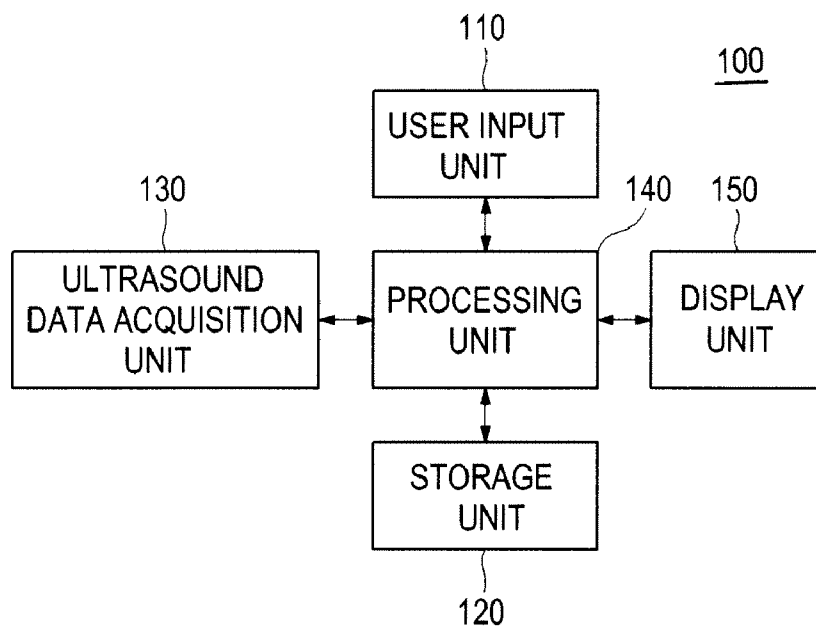 110
100
USER INPUT
UNIT
130
140
150
ULTRASOUND
DATA ACQUISITION
UNIT
PROCESSING
UNIT
DISPLAY
UNIT
STORAGE
UNIT
120